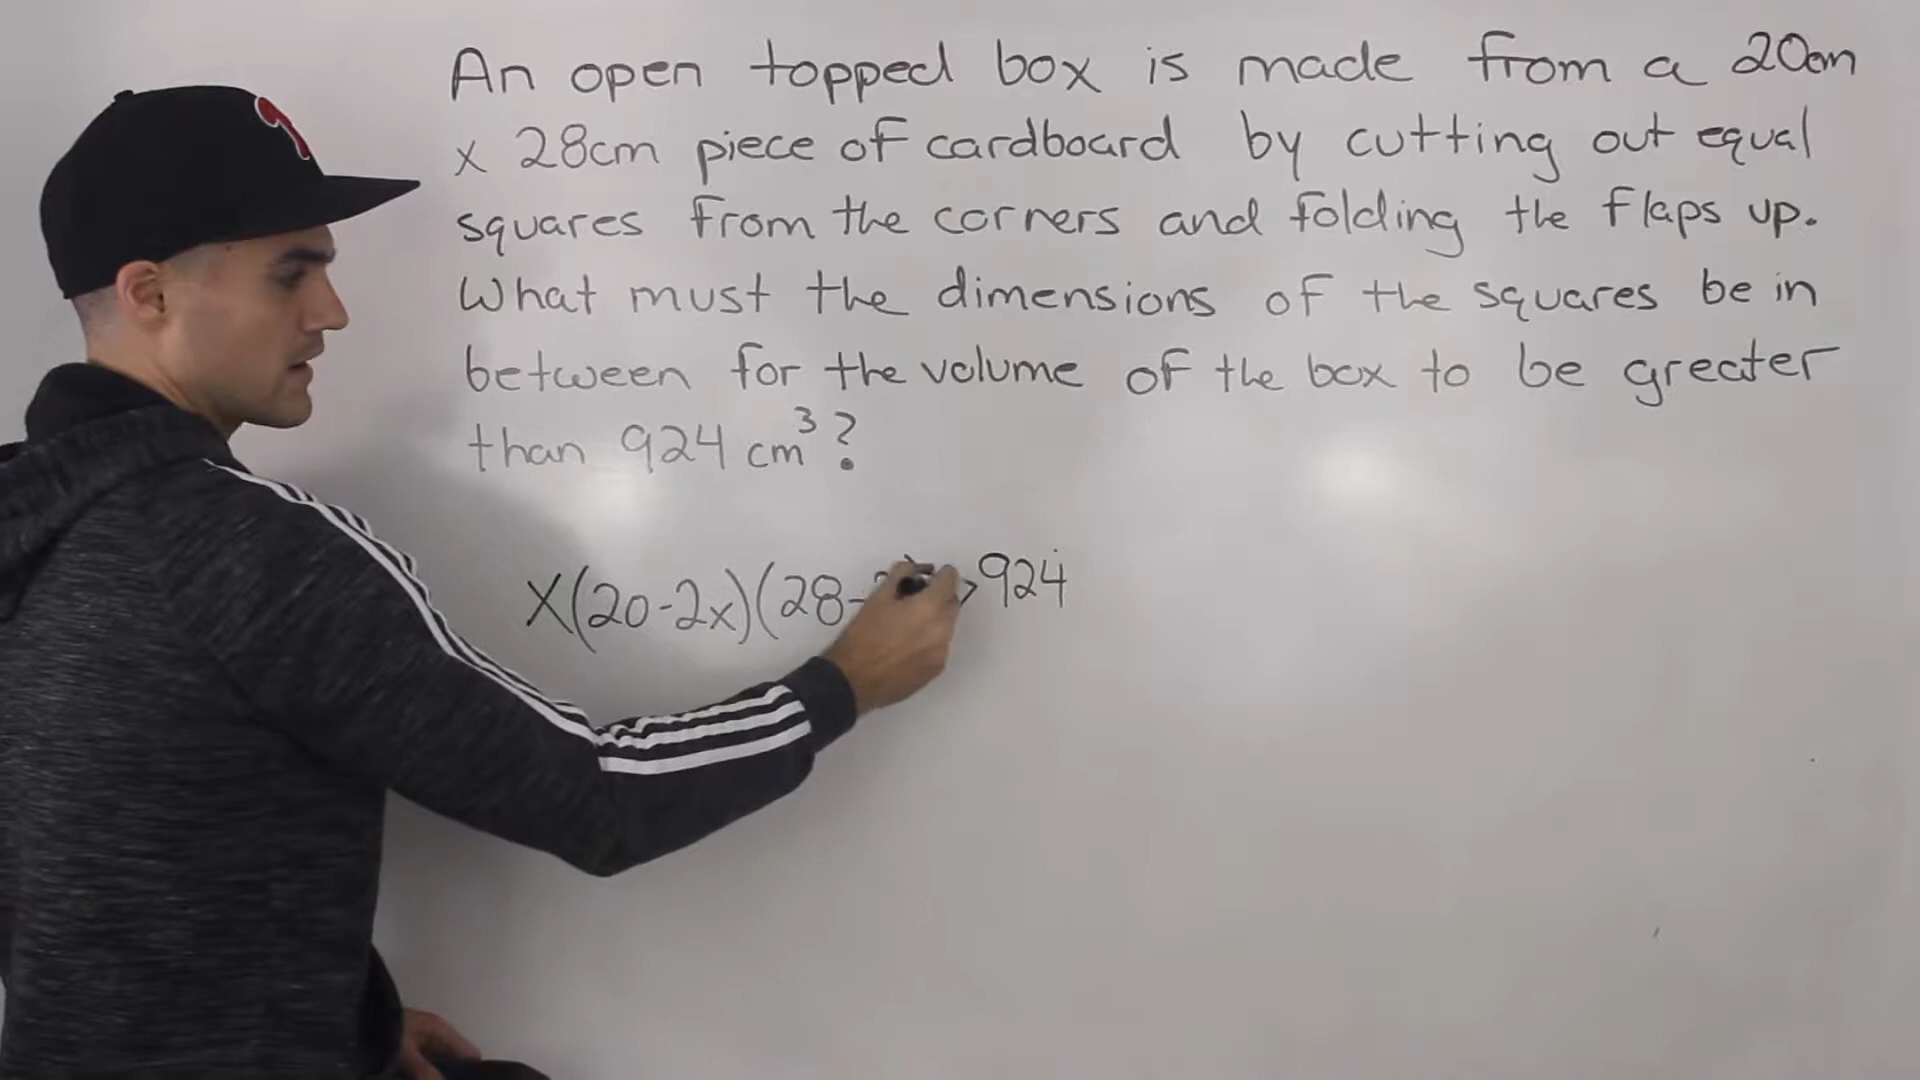 An open topped box is made from a 20cm
x 28cm piece of cardboard by cutting out equal
squares from the corners and folding the flaps up.
What must the dimensions of the squares be in
between for the volume of the box to be greater
than 924 cm³?
X(20-2x)(28- > 924